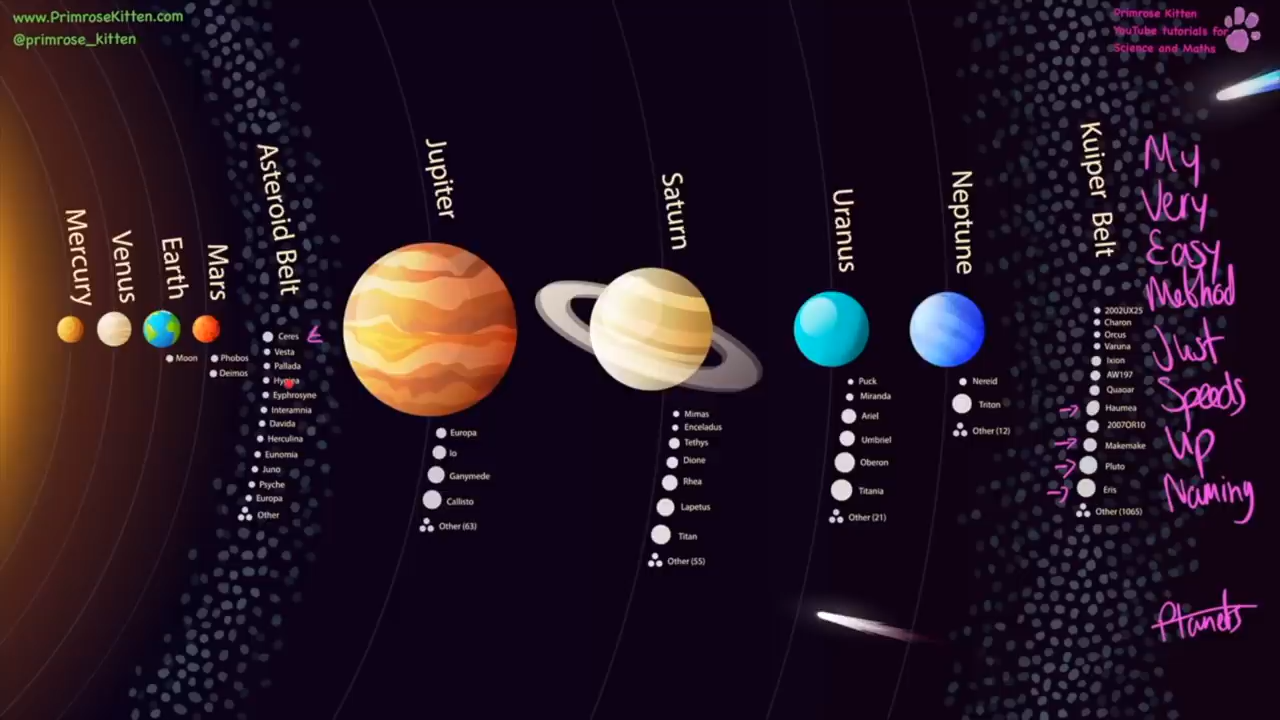 www.PrimroseKitten.com
@primrose_kitten
Primrose Kitten
YouTube tutorials for
Science and Maths
Mercury
Venus
Earth
Moon
Mars
Phobos
Deimos
Asteroid Belt
Ceres
Vesta
Pallada
Hygiea
Eyphrosyne
Interamnia
Davida
Herculina
Eunomia
Juno
Psyche
Europa
Other
Jupiter
Europa
Io
Ganymede
Callisto
Other (63)
Saturn
Mimas
Enceladus
Tethys
Dione
Rhea
Lapetus
Titan
Other (55)
Uranus
Puck
Miranda
Ariel
Umbriel
Oberon
Titania
Other (21)
Neptune
Nereid
Triton
Other (12)
Kuiper Belt
2002UX25
Charon
Orcus
Varuna
Ixion
AW197
Quaoar
Haumea
2007OR10
Makemake
Pluto
Eris
Other (1065)
My
Very
Easy
Method
Just
Speeds
Up
Naming
Planets